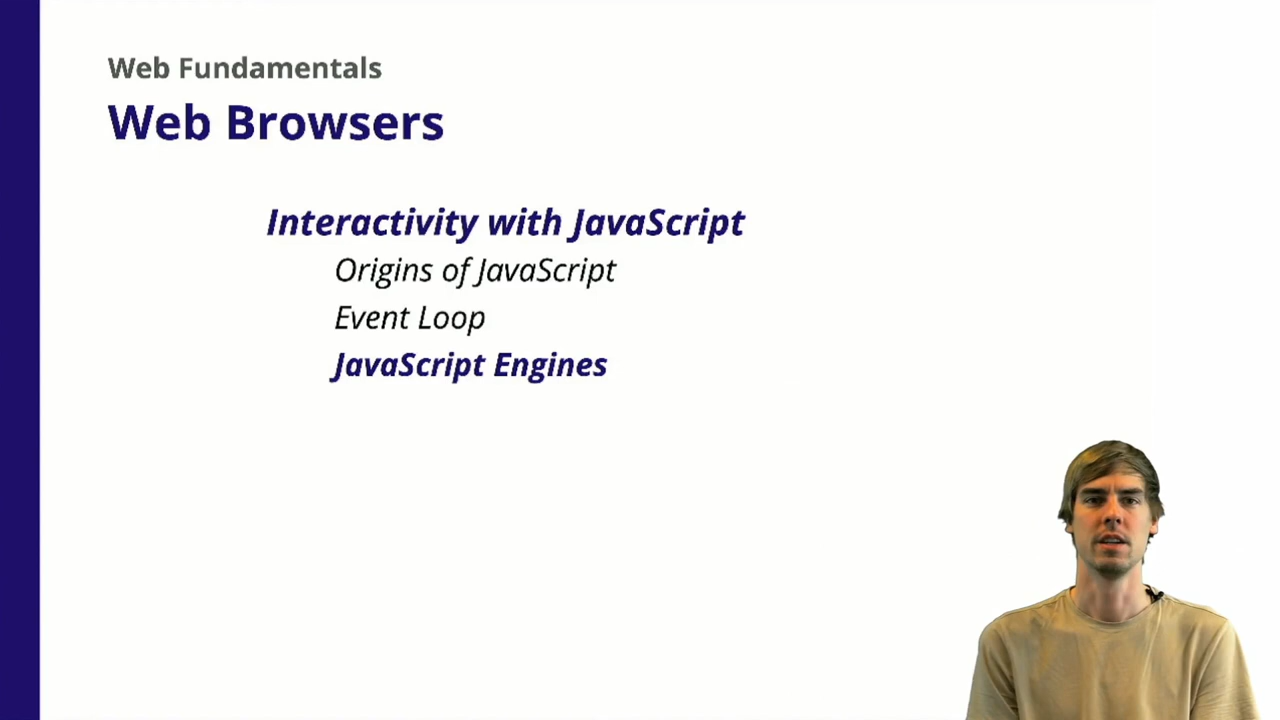 Web Fundamentals
Web Browsers
Interactivity with JavaScript
Origins of JavaScript
Event Loop
JavaScript Engines